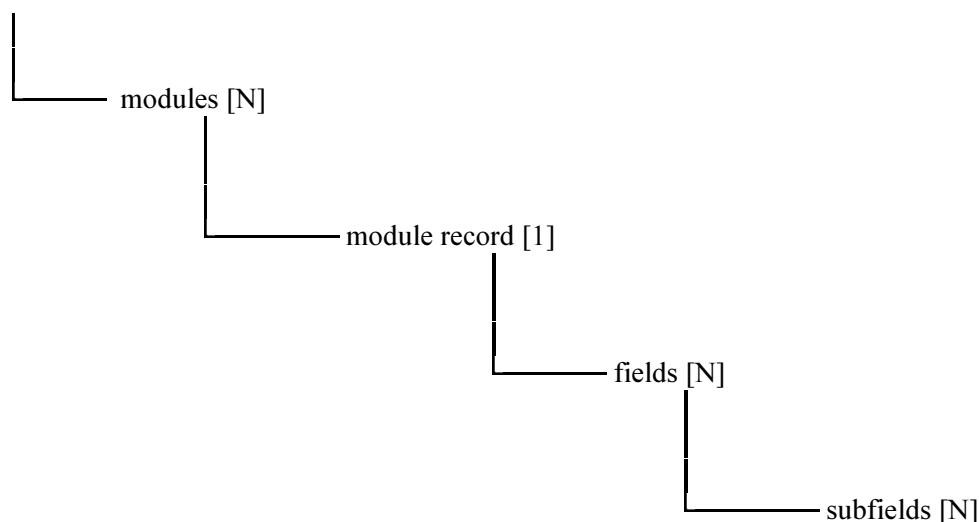 modules [N]
module record [1]
fields [N]
subfields [N]